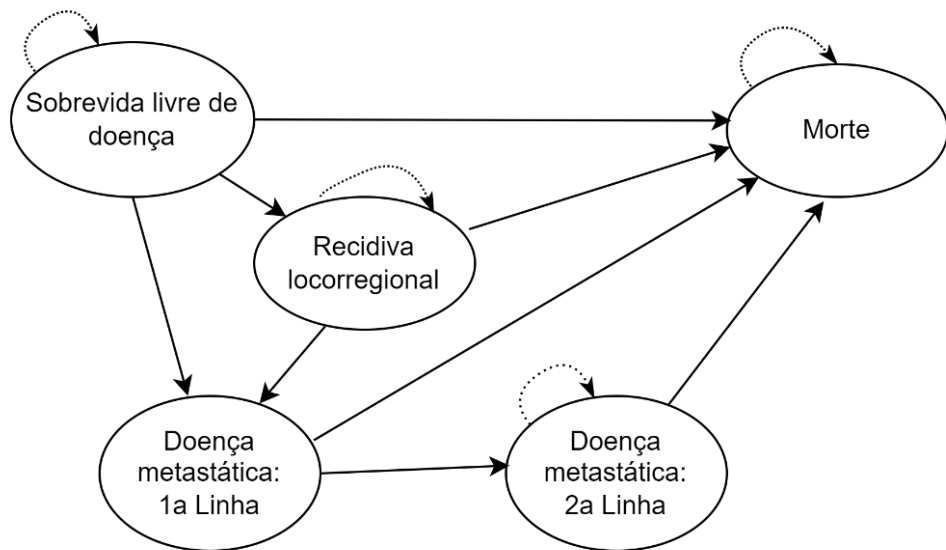 Sobrevida livre de
doença
Morte
Recidiva
locorregional
Doença
metastática:
1a Linha
Doença
metastática:
2a Linha